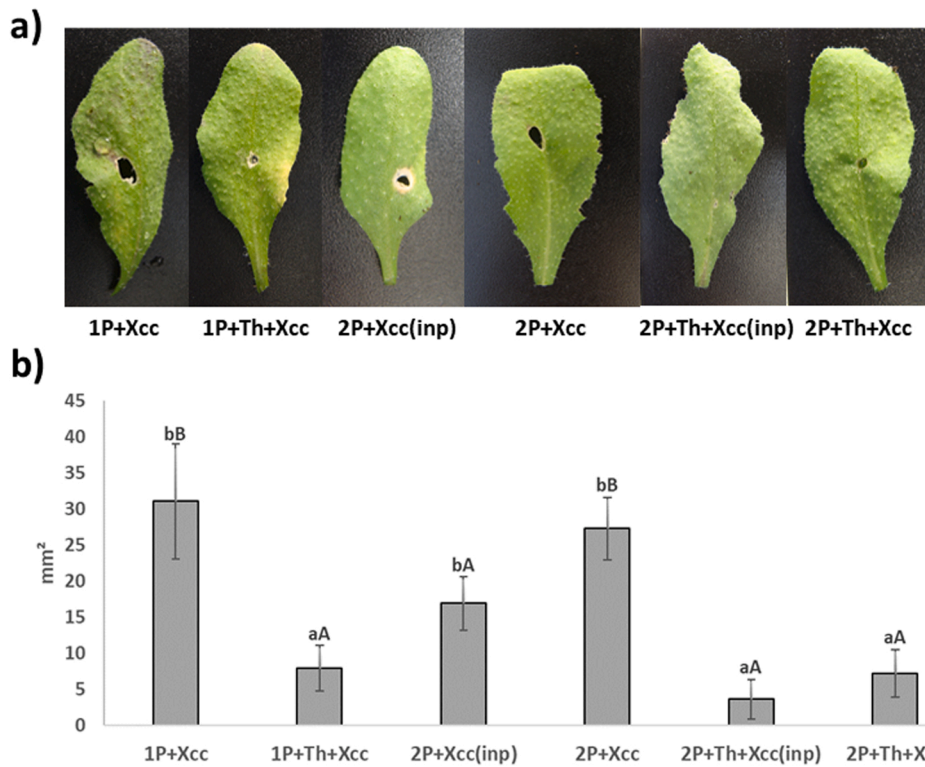 a)
1P+Xcc 1P+Th+Xcc 2P+Xcc(inp) 2P+Xcc 2P+Th+Xcc(inp) 2P+Th+Xcc
b)
45
40
35
30
25
20
15
10
5
0
mm²
bB
aA
bA
bB
aA
aA
1P+Xcc 1P+Th+Xcc 2P+Xcc(inp) 2P+Xcc 2P+Th+Xcc(inp) 2P+Th+X